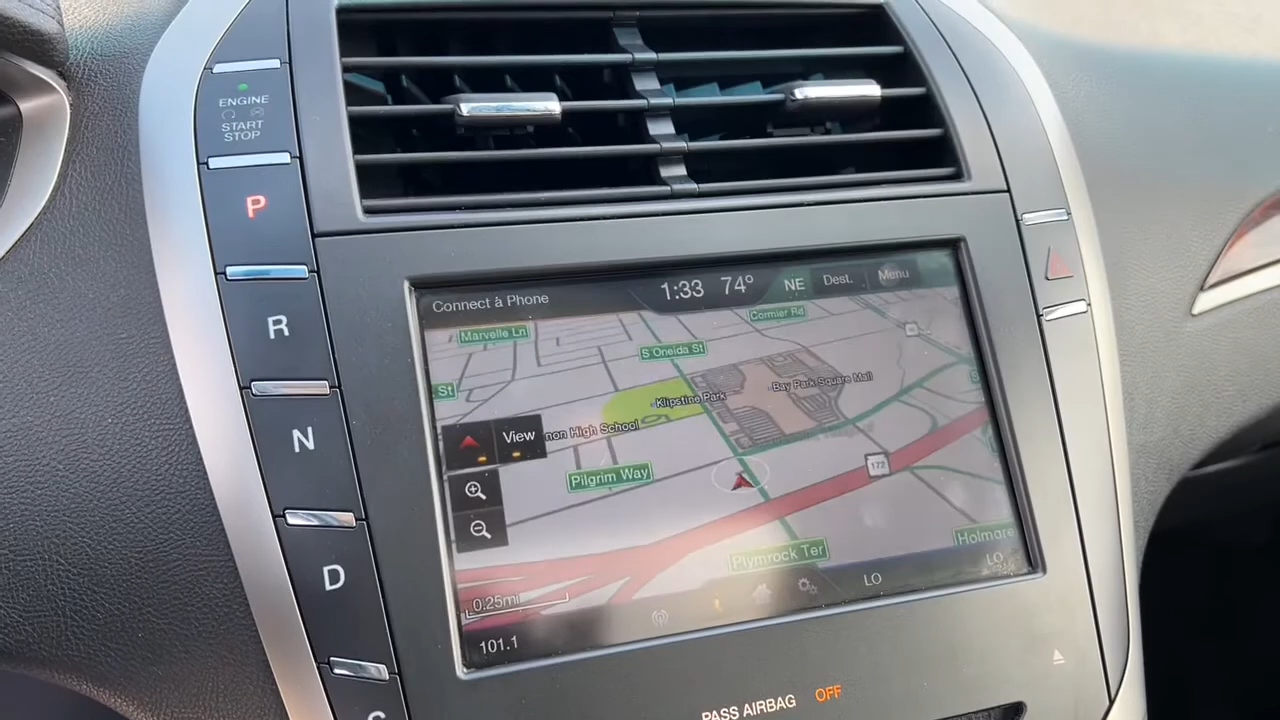 ENGINE
START
STOP
P
R
N
D
Connect a Phone
1:33 74° NE Dest. Menu
Marvelle Ln
Cormier Rd
S Oneida St
St
Bay Park Square Mall
Klipstine Park
View
non High School
Pilgrim Way
172
Plymrock Ter
Holmare
0.25mi
LO
LO
101.1
PASS AIRBAG OFF